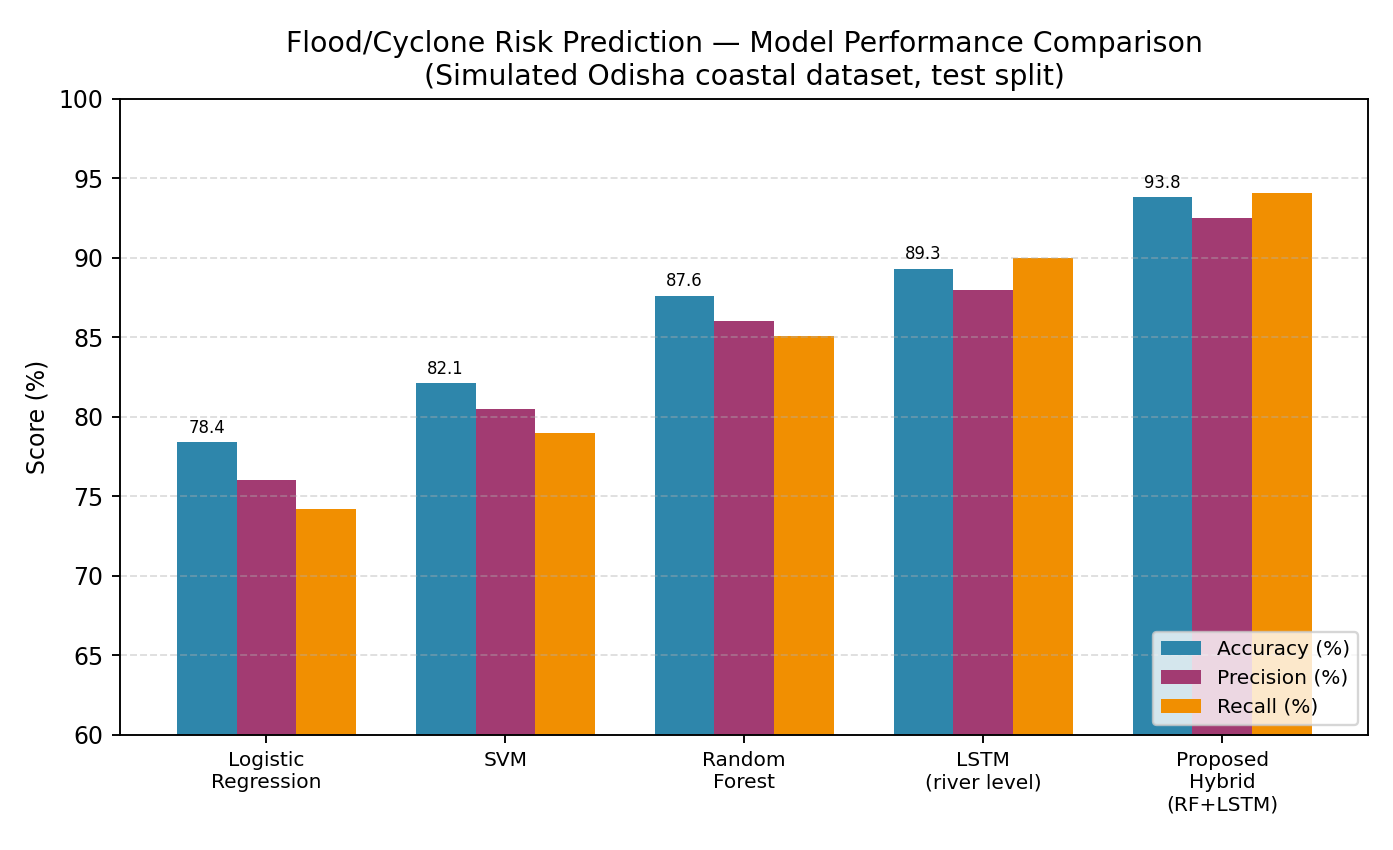 Flood/Cyclone Risk Prediction — Model Performance Comparison
(Simulated Odisha coastal dataset, test split)
Score (%)
100
95
90
85
80
75
70
65
60
78.4
82.1
87.6
89.3
93.8
Accuracy (%)
Precision (%)
Recall (%)
Logistic
Regression
SVM
Random
Forest
LSTM
(river level)
Proposed
Hybrid
(RF+LSTM)